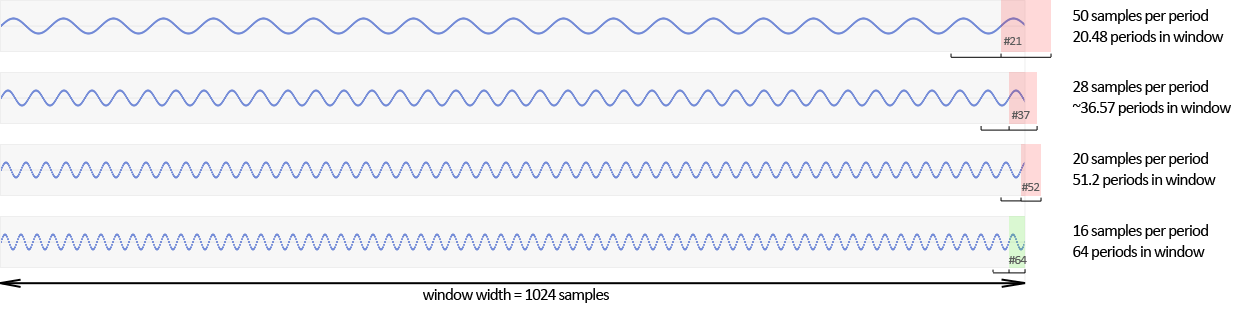 50 samples per period
20.48 periods in window
#21
28 samples per period
~36.57 periods in window
#37
20 samples per period
51.2 periods in window
#52
16 samples per period
64 periods in window
#64
window width = 1024 samples